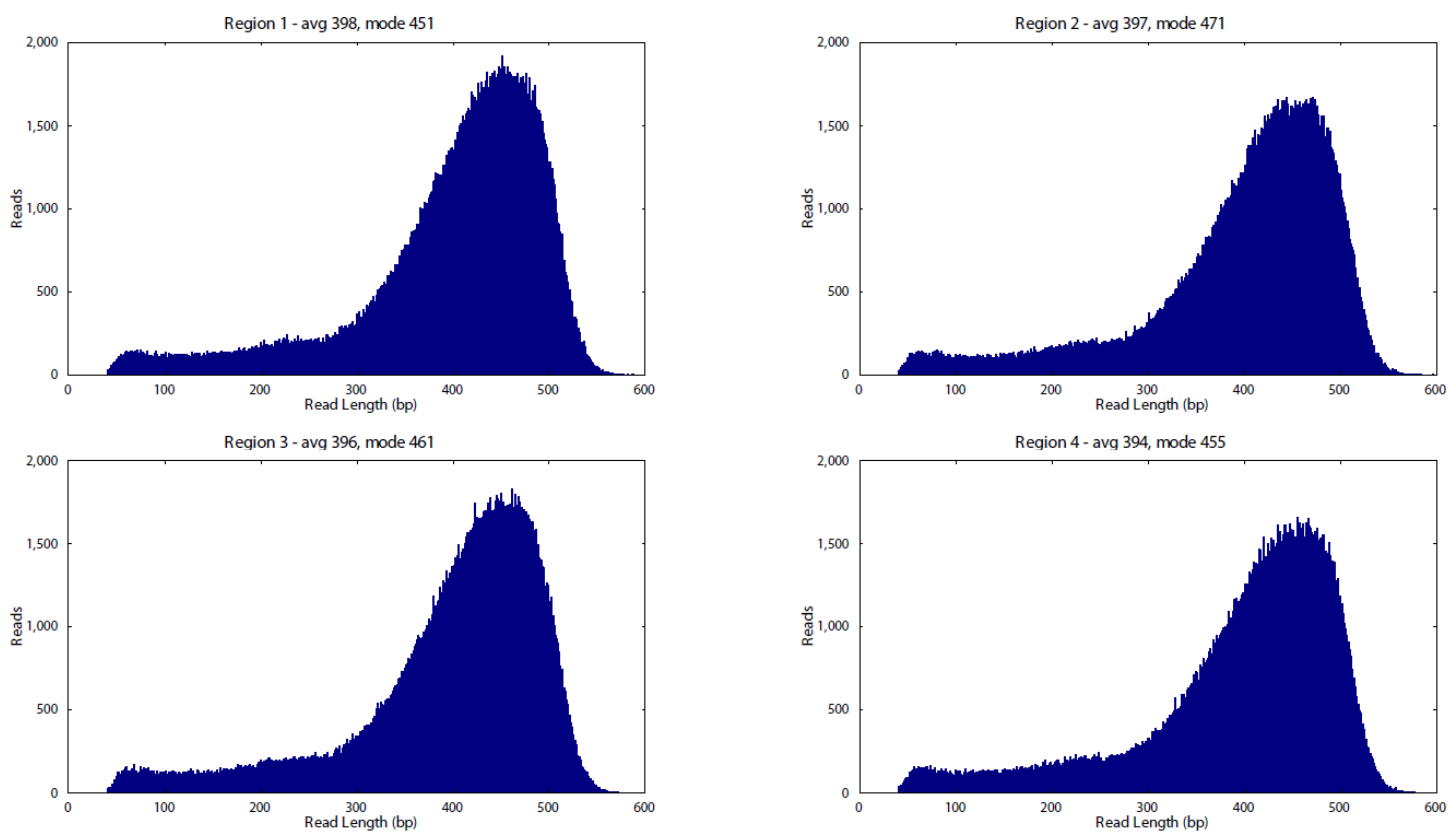 Region 1 - avg 398, mode 451
2,000
1,500
1,000
500
0
Reads
0 100 200 300 400 500 600
Read Length (bp)
Region 2 - avg 397, mode 471
2,000
1,500
1,000
500
0
Reads
0 100 200 300 400 500 600
Read Length (bp)
Region 3 - avg 396, mode 461
2,000
1,500
1,000
500
0
Reads
0 100 200 300 400 500 600
Read Length (bp)
Region 4 - avg 394, mode 455
2,000
1,500
1,000
500
0
Reads
0 100 200 300 400 500 600
Read Length (bp)